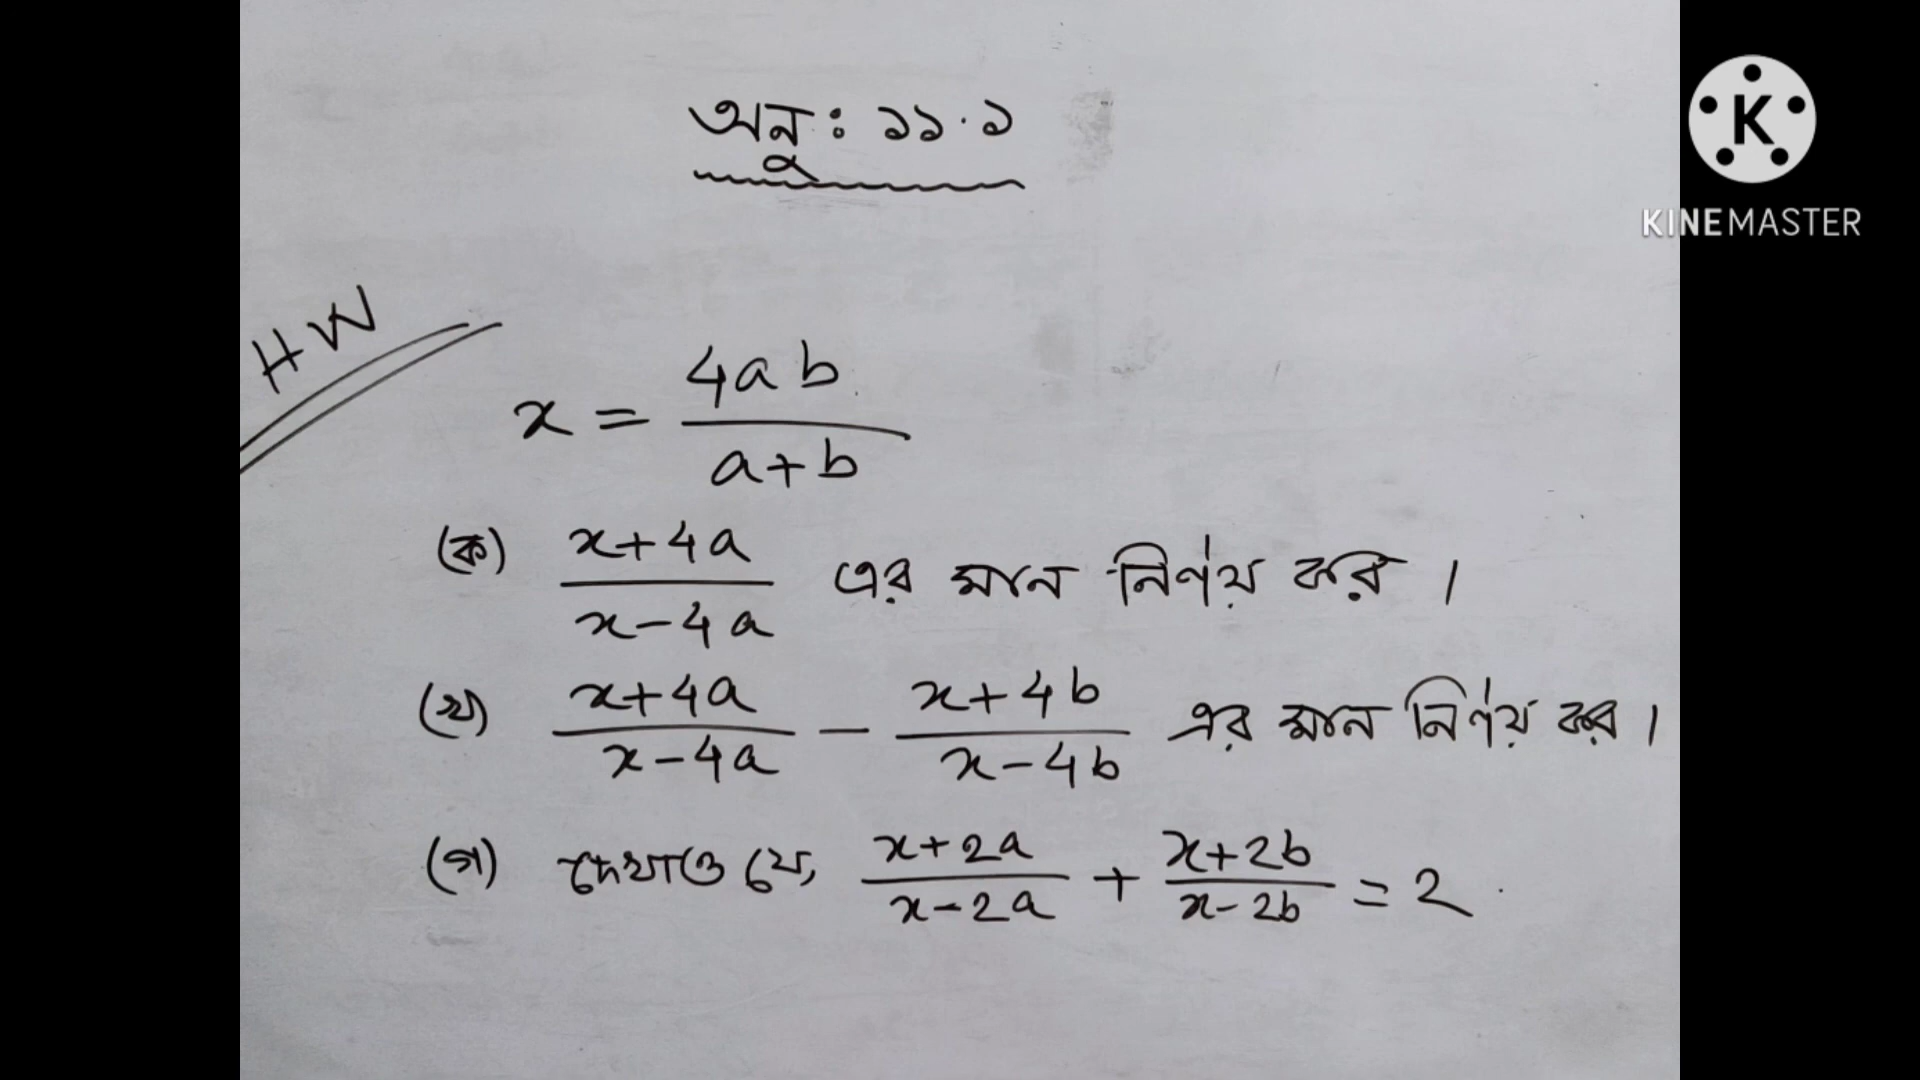 অনু: ১১.১
HW
x = 4ab / a+b
(ক) x+4a / x-4a এর মান নির্ণয় কর।
(খ) x+4a / x-4a - x+4b / x-4b এর মান নির্ণয় কর।
(গ) দেখাও যে, x+2a / x-2a + x+2b / x-2b = 2
K
KINEMASTER